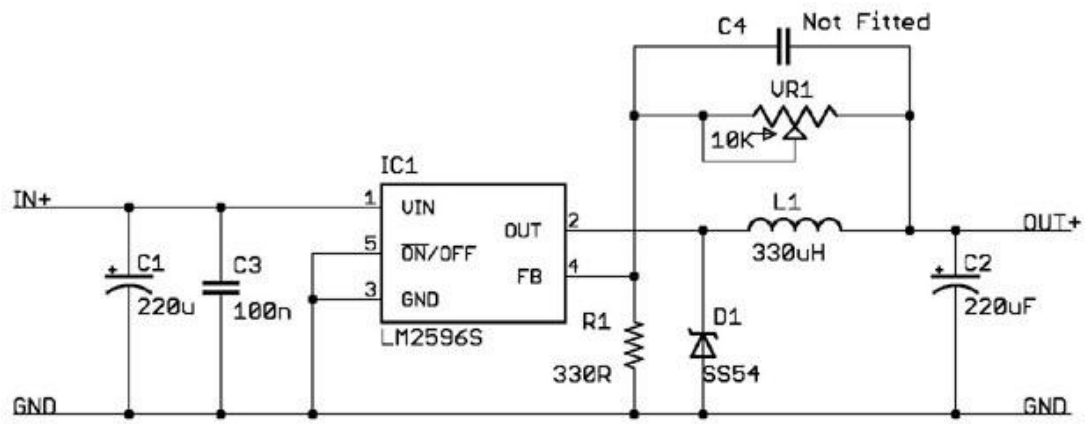 C4 Not Fitted
VR1
10K
IC1
IN+
1 VIN
OUT 2
L1
330uH
OUT+
5 ON/OFF
FB 4
3 GND
LM2596S
C1
220u
C3
100n
R1
330R
D1
SS54
C2
220uF
GND
GND